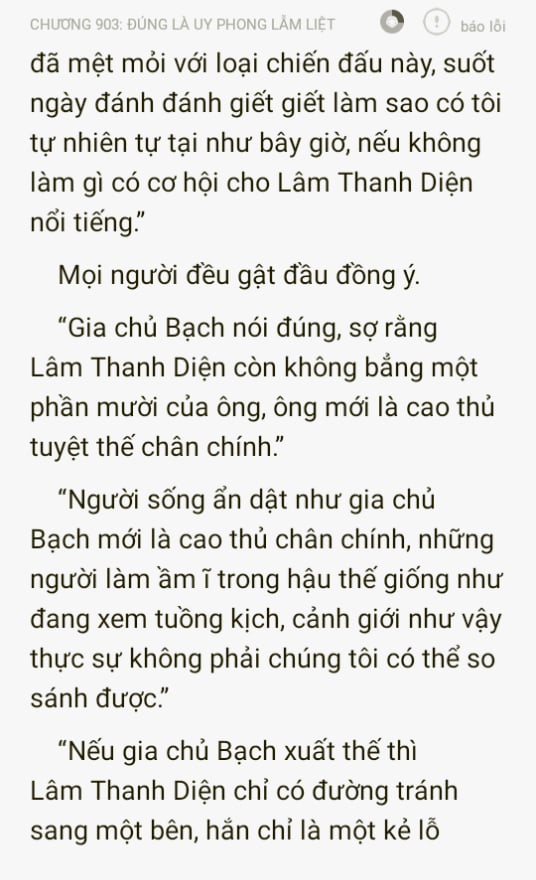 CHƯƠNG 903: ĐÚNG LÀ UY PHONG LẪM LIỆT
báo lỗi
đã mệt mỏi với loại chiến đấu này, suốt
ngày đánh đánh giết giết làm sao có tôi
tự nhiên tự tại như bây giờ, nếu không
làm gì có cơ hội cho Lâm Thanh Diện
nổi tiếng.”
Mọi người đều gật đầu đồng ý.
“Gia chủ Bạch nói đúng, sợ rằng
Lâm Thanh Diện còn không bằng một
phần mười của ông, ông mới là cao thủ
tuyệt thế chân chính.”
“Người sống ẩn dật như gia chủ
Bạch mới là cao thủ chân chính, những
người làm ầm ĩ trong hậu thế giống như
đang xem tuồng kịch, cảnh giới như vậy
thực sự không phải chúng tôi có thể so
sánh được.”
“Nếu gia chủ Bạch xuất thế thì
Lâm Thanh Diện chỉ có đường tránh
sang một bên, hắn chỉ là một kẻ lỗ